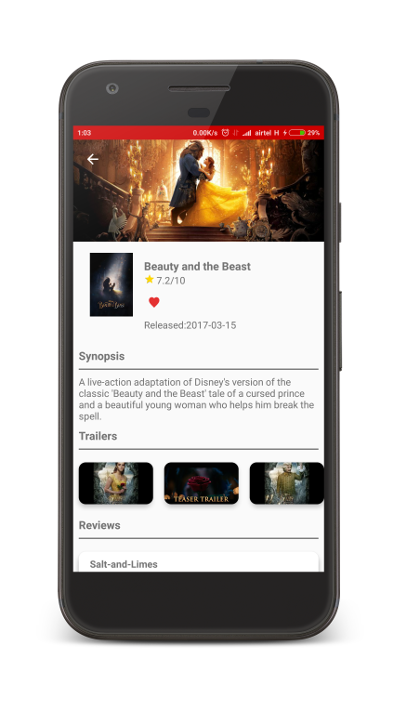 1:03 0.00K/s airtel H 29%
Beauty and the Beast
7.2/10
Released:2017-03-15
Synopsis
A live-action adaptation of Disney's version of the
classic 'Beauty and the Beast' tale of a cursed prince
and a beautiful young woman who helps him break the
spell.
Trailers
TEASER TRAILER
Reviews
Salt-and-Limes